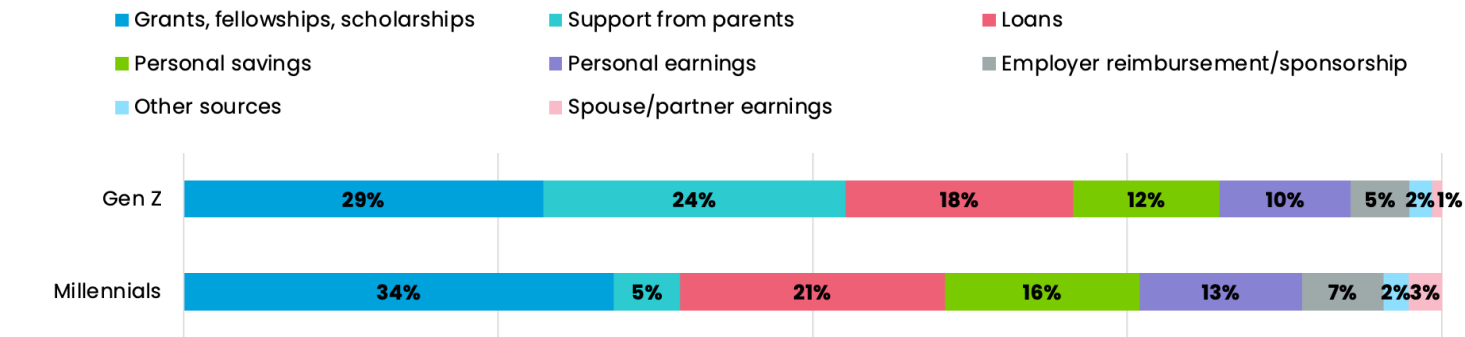 Grants, fellowships, scholarships Support from parents Loans
Personal savings Personal earnings Employer reimbursement/sponsorship
Other sources Spouse/partner earnings
Gen Z 29% 24% 18% 12% 10% 5% 2% 1%
Millennials 34% 5% 21% 16% 13% 7% 2% 3%